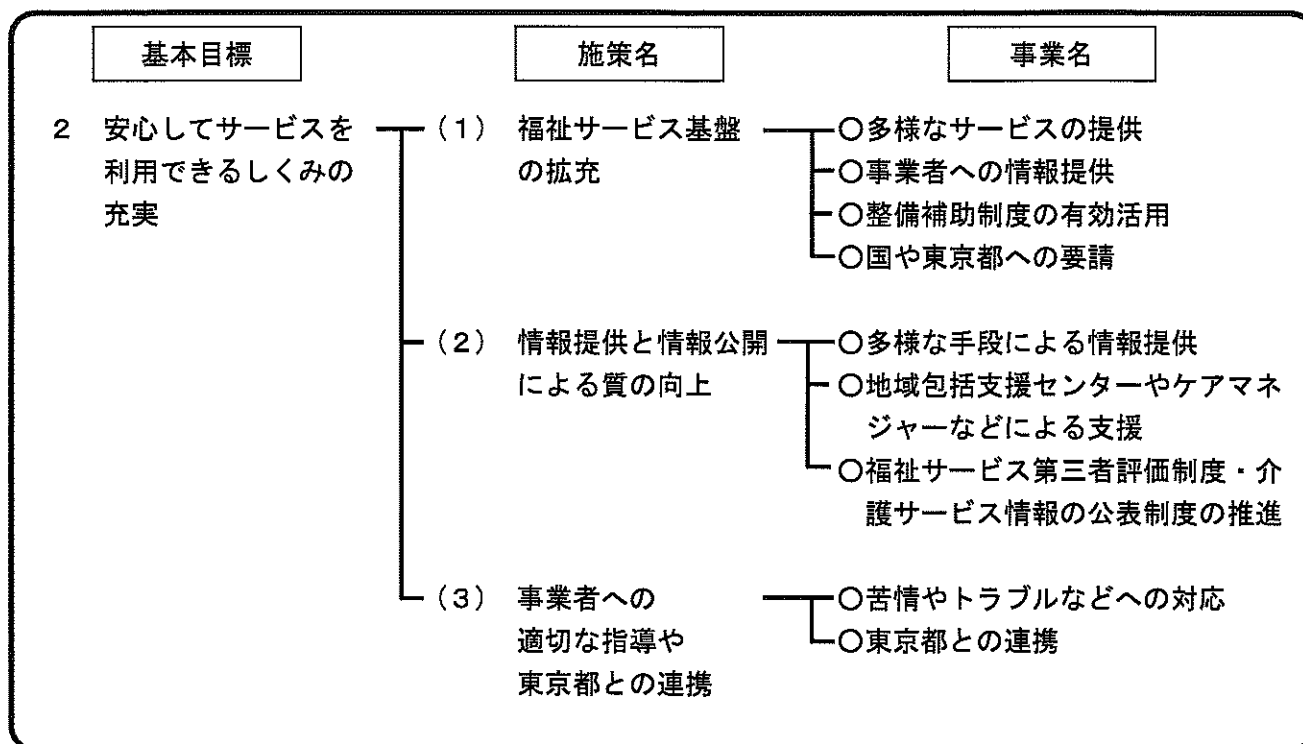 基本目標
施策名
事業名
2 安心してサービスを
利用できるしくみの
充実
(1) 福祉サービス基盤
の拡充
○多様なサービスの提供
○事業者への情報提供
○整備補助制度の有効活用
○国や東京都への要請
(2) 情報提供と情報公開
による質の向上
○多様な手段による情報提供
○地域包括支援センターやケアマネ
ジャーなどによる支援
○福祉サービス第三者評価制度・介
護サービス情報の公表制度の推進
(3) 事業者への
適切な指導や
東京都との連携
○苦情やトラブルなどへの対応
○東京都との連携